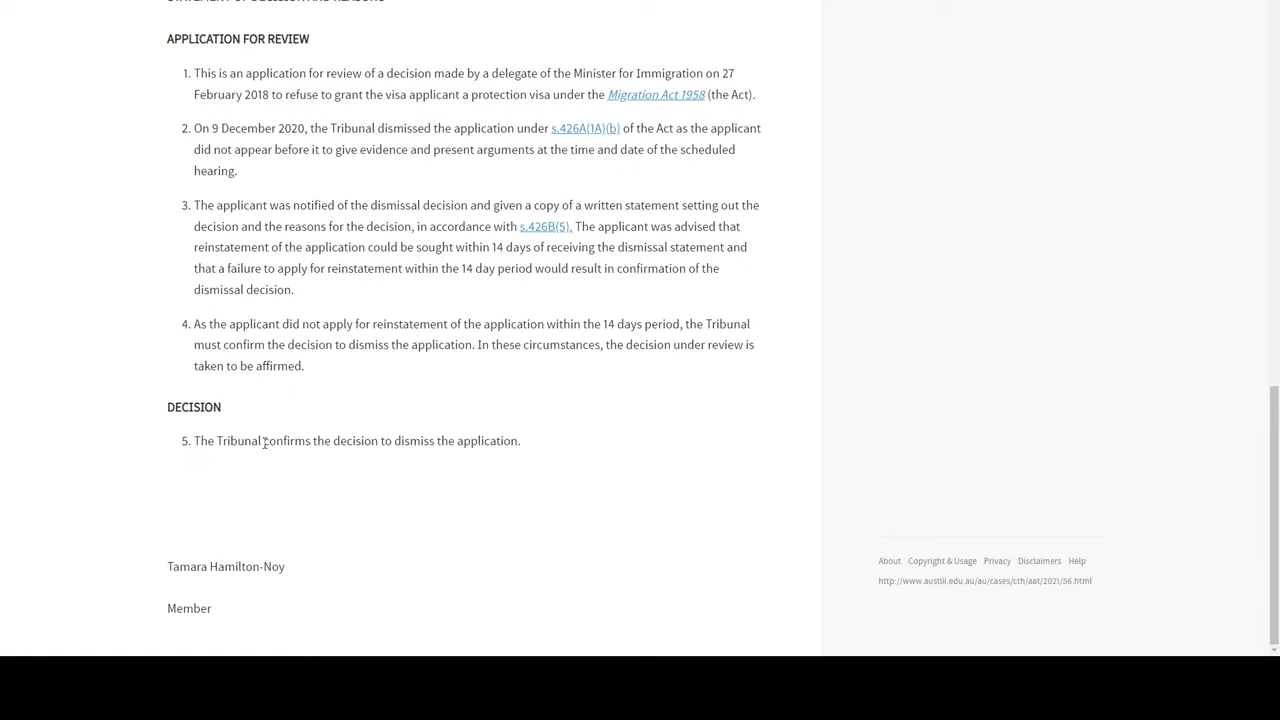 APPLICATION FOR REVIEW
1. This is an application for review of a decision made by a delegate of the Minister for Immigration on 27
February 2018 to refuse to grant the visa applicant a protection visa under the Migration Act 1958 (the Act).
2. On 9 December 2020, the Tribunal dismissed the application under s.426A(1A)(b) of the Act as the applicant
did not appear before it to give evidence and present arguments at the time and date of the scheduled
hearing.
3. The applicant was notified of the dismissal decision and given a copy of a written statement setting out the
decision and the reasons for the decision, in accordance with s.426B(5). The applicant was advised that
reinstatement of the application could be sought within 14 days of receiving the dismissal statement and
that a failure to apply for reinstatement within the 14 day period would result in confirmation of the
dismissal decision.
4. As the applicant did not apply for reinstatement of the application within the 14 days period, the Tribunal
must confirm the decision to dismiss the application. In these circumstances, the decision under review is
taken to be affirmed.
DECISION
5. The Tribunal confirms the decision to dismiss the application.
Tamara Hamilton-Noy
Member
About Copyright & Usage Privacy Disclaimers Help
http://www.austlii.edu.au/au/cases/cth/aat/2021/56.html